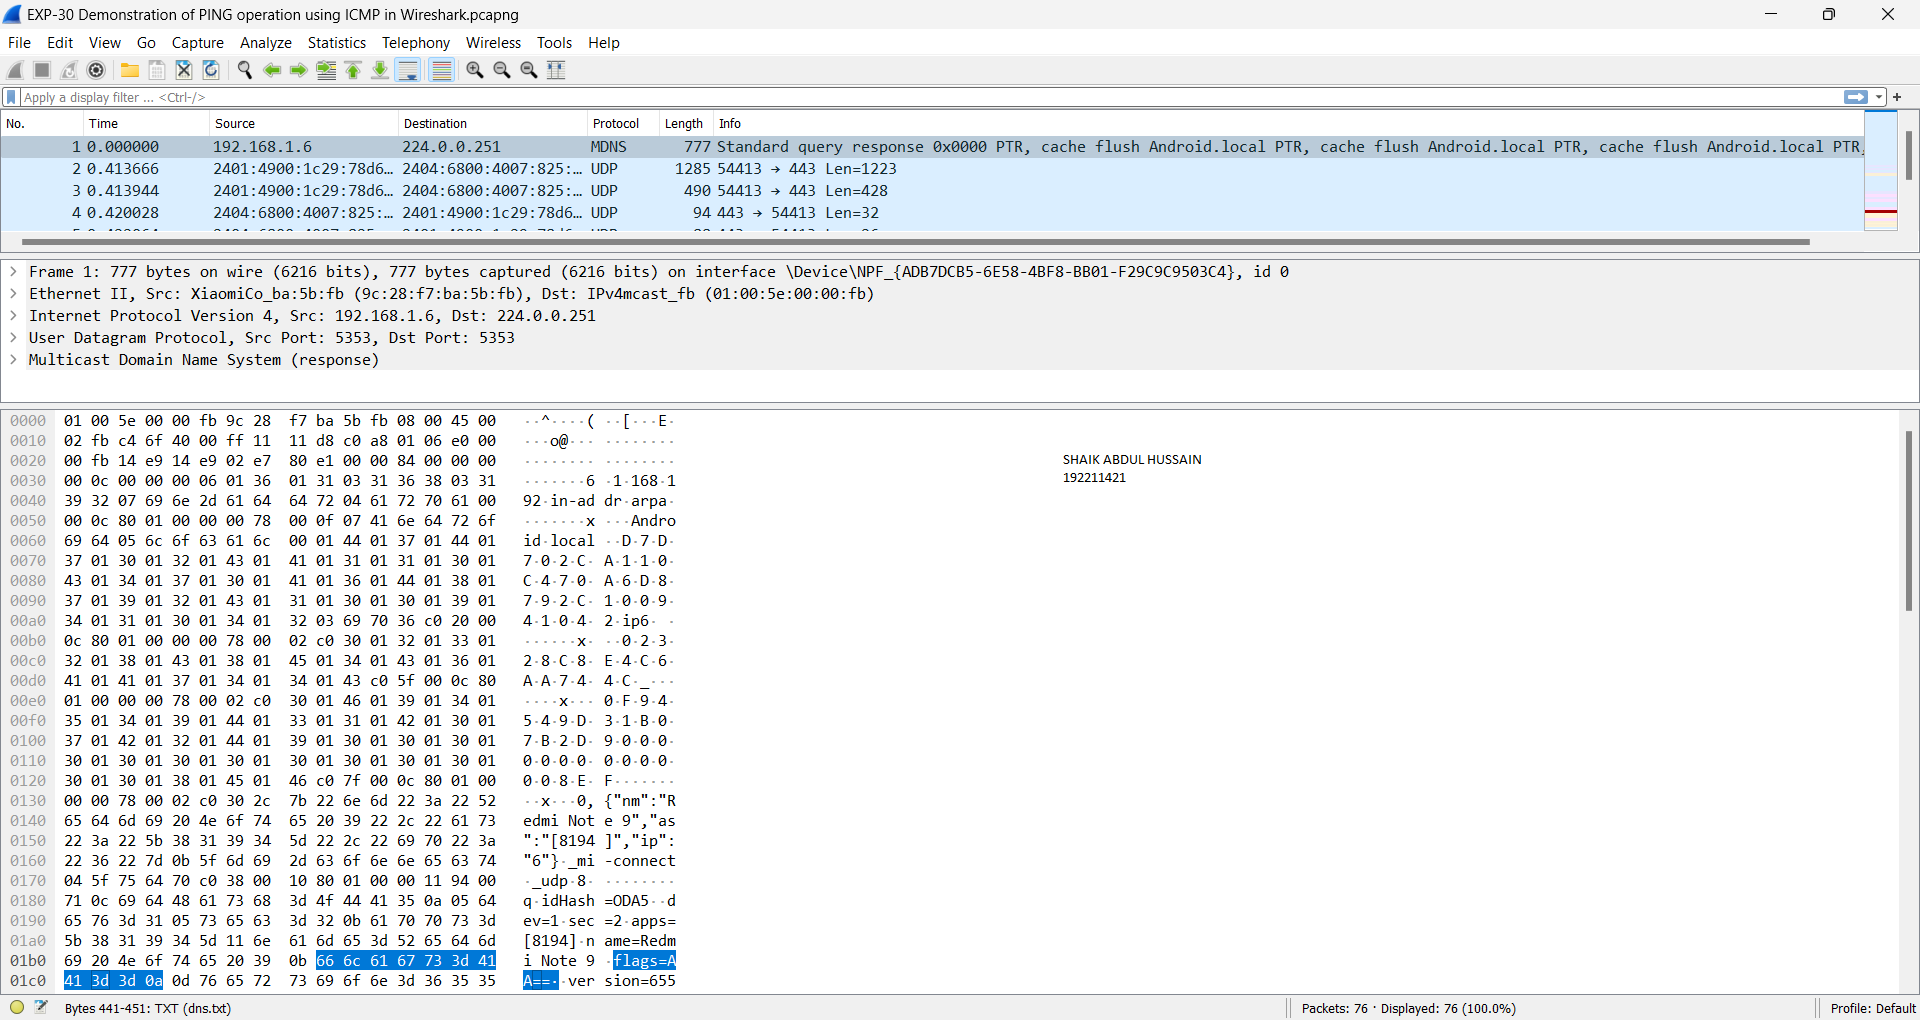 EXP-30 Demonstration of PING operation using ICMP in Wireshark.pcapng
File Edit View Go Capture Analyze Statistics Telephony Wireless Tools Help
Apply a display filter ... <Ctrl-/>
No. Time Source Destination Protocol Length Info
1 0.000000 192.168.1.6 224.0.0.251 MDNS 777 Standard query response 0x0000 PTR, cache flush Android.local PTR, cache flush Android.local PTR, cache flush Android.local PTR,
2 0.413666 2401:4900:1c29:78d6… 2404:6800:4007:825:… UDP 1285 54413 → 443 Len=1223
3 0.413944 2401:4900:1c29:78d6… 2404:6800:4007:825:… UDP 490 54413 → 443 Len=428
4 0.420028 2404:6800:4007:825:… 2401:4900:1c29:78d6… UDP 94 443 → 54413 Len=32
Frame 1: 777 bytes on wire (6216 bits), 777 bytes captured (6216 bits) on interface \Device\NPF_{ADB7DCB5-6E58-4BF8-BB01-F29C9C9503C4}, id 0
Ethernet II, Src: XiaomiCo_ba:5b:fb (9c:28:f7:ba:5b:fb), Dst: IPv4mcast_fb (01:00:5e:00:00:fb)
Internet Protocol Version 4, Src: 192.168.1.6, Dst: 224.0.0.251
User Datagram Protocol, Src Port: 5353, Dst Port: 5353
Multicast Domain Name System (response)
0000 01 00 5e 00 00 fb 9c 28 f7 ba 5b fb 08 00 45 00 ··^····( ··[···E·
0010 02 fb c4 6f 40 00 ff 11 11 d8 c0 a8 01 06 e0 00 ···o@··· ········
0020 00 fb 14 e9 14 e9 02 e7 80 e1 00 00 84 00 00 00 ········ ········
0030 00 0c 00 00 00 06 01 36 01 31 03 31 36 38 03 31 ·······6 ·1·168·1
0040 39 32 07 69 6e 2d 61 64 64 72 04 61 72 70 61 00 92·in-ad dr·arpa·
0050 00 0c 80 01 00 00 00 78 00 0f 07 41 6e 64 72 6f ·······x ···Andro
0060 69 64 05 6c 6f 63 61 6c 00 01 44 01 37 01 44 01 id·local ··D·7·D·
0070 37 01 30 01 32 01 43 01 41 01 31 01 31 01 30 01 7·0·2·C· A·1·1·0·
0080 43 01 34 01 37 01 30 01 41 01 36 01 44 01 38 01 C·4·7·0· A·6·D·8·
0090 37 01 39 01 32 01 43 01 31 01 30 01 30 01 39 01 7·9·2·C· 1·0·0·9·
00a0 34 01 31 01 30 01 34 01 32 03 69 70 36 c0 20 00 4·1·0·4· 2·ip6· ·
00b0 0c 80 01 00 00 00 78 00 02 c0 30 01 32 01 33 01 ······x· ··0·2·3·
00c0 32 01 38 01 43 01 38 01 45 01 34 01 43 01 36 01 2·8·C·8· E·4·C·6·
00d0 41 01 41 01 37 01 34 01 34 01 43 c0 5f 00 0c 80 A·A·7·4· 4·C·_···
00e0 01 00 00 00 78 00 02 c0 30 01 46 01 39 01 34 01 ····x··· 0·F·9·4·
00f0 35 01 34 01 39 01 44 01 33 01 31 01 42 01 30 01 5·4·9·D· 3·1·B·0·
0100 37 01 42 01 32 01 44 01 39 01 30 01 30 01 30 01 7·B·2·D· 9·0·0·0·
0110 30 01 30 01 30 01 30 01 30 01 30 01 30 01 30 01 0·0·0·0· 0·0·0·0·
0120 30 01 30 01 38 01 45 01 46 c0 7f 00 0c 80 01 00 0·0·8·E· F·······
0130 00 00 78 00 02 c0 30 2c 7b 22 6e 6d 22 3a 22 52 ··x···0, {"nm":"R
0140 65 64 6d 69 20 4e 6f 74 65 20 39 22 2c 22 61 73 edmi Not e 9","as
0150 22 3a 22 5b 38 31 39 34 5d 22 2c 22 69 70 22 3a ":"[8194 ]","ip":
0160 22 36 22 7d 0b 5f 6d 69 2d 63 6f 6e 6e 65 63 74 "6"}·_mi -connect
0170 04 5f 75 64 70 c0 38 00 10 80 01 00 00 11 94 00 ·_udp·8· ········
0180 71 0c 69 64 48 61 73 68 3d 4f 44 41 35 0a 05 64 q·idHash =ODA5··d
0190 65 76 3d 31 05 73 65 63 3d 32 0b 61 70 70 73 3d ev=1·sec =2·apps=
01a0 5b 38 31 39 34 5d 11 6e 61 6d 65 3d 52 65 64 6d [8194]·n ame=Redm
01b0 69 20 4e 6f 74 65 20 39 0b 66 6c 61 67 73 3d 41 i Note 9 ·flags=A
01c0 41 3d 3d 0a 0d 76 65 72 73 69 6f 6e 3d 36 35 35 A==··ver sion=655
SHAIK ABDUL HUSSAIN
192211421
Bytes 441-451: TXT (dns.txt) Packets: 76 · Displayed: 76 (100.0%) Profile: Default